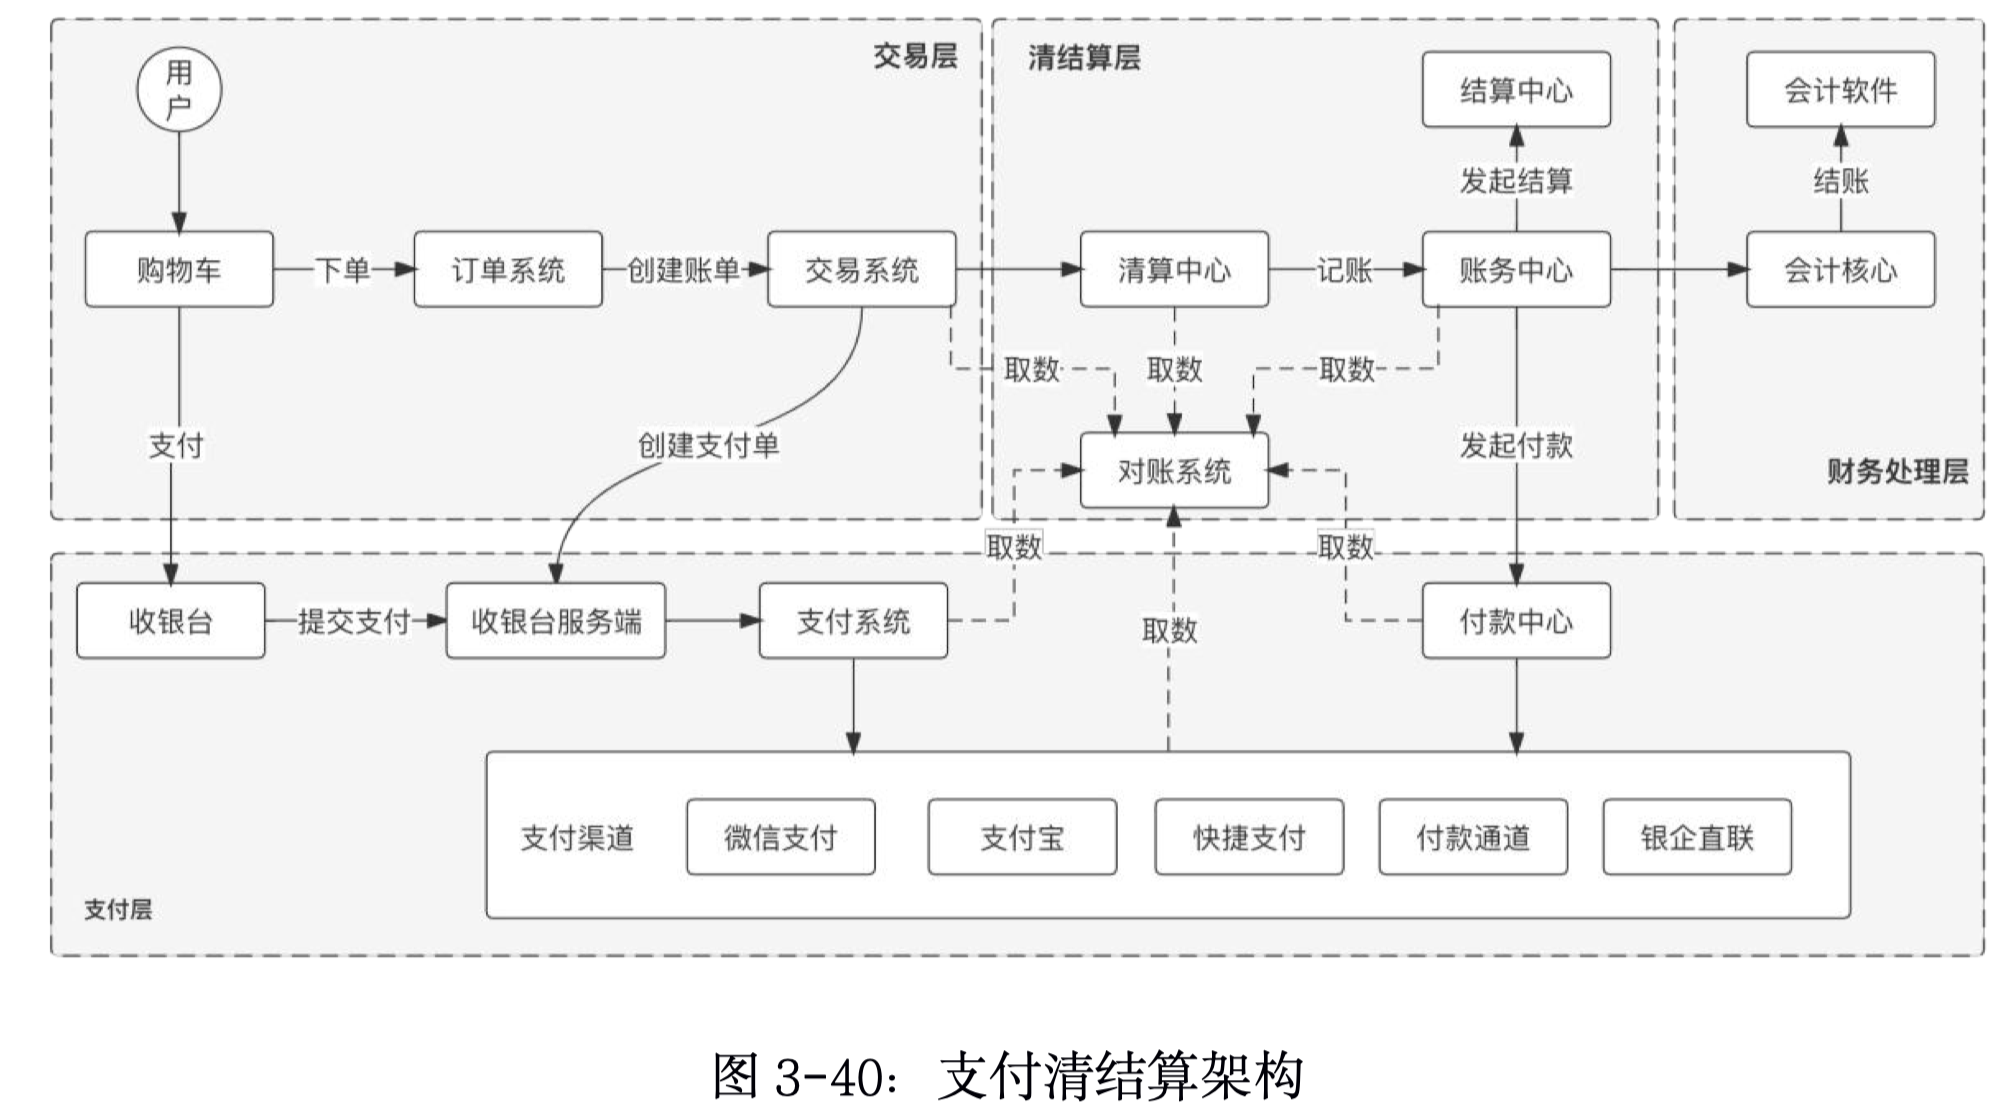 交易层
清结算层
用
户
结算中心
会计软件
发起结算
结账
购物车
下单
订单系统
创建账单
交易系统
清算中心
记账
账务中心
会计核心
取数
取数
取数
支付
创建支付单
发起付款
对账系统
财务处理层
取数
取数
收银台
提交支付
收银台服务端
支付系统
取数
付款中心
支付渠道
微信支付
支付宝
快捷支付
付款通道
银企直联
支付层
图 3-40：支付清结算架构